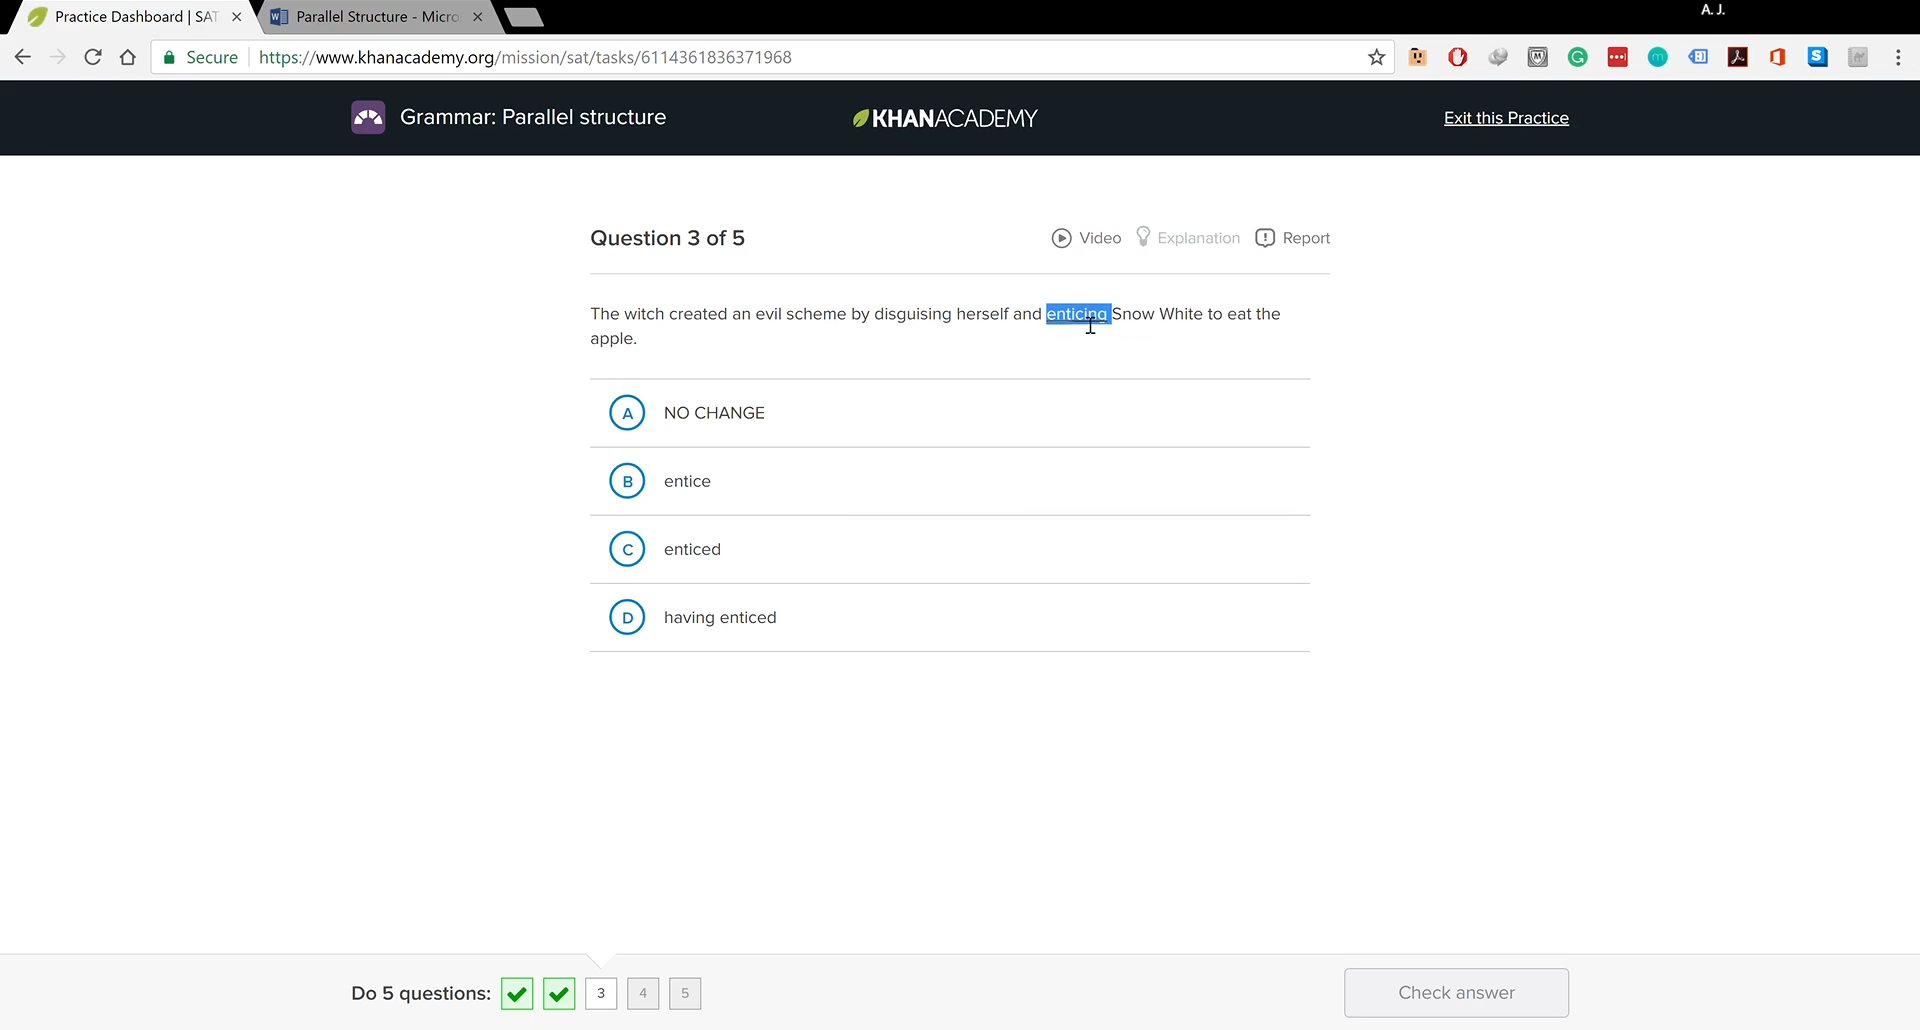 A. J.
Practice Dashboard | SAT
Parallel Structure - Micro
Secure https://www.khanacademy.org/mission/sat/tasks/6114361836371968
Grammar: Parallel structure
KHANACADEMY
Exit this Practice
Question 3 of 5
Video
Explanation
Report
The witch created an evil scheme by disguising herself and enticing Snow White to eat the
apple.
A NO CHANGE
B entice
C enticed
D having enticed
Do 5 questions: 3 4 5
Check answer